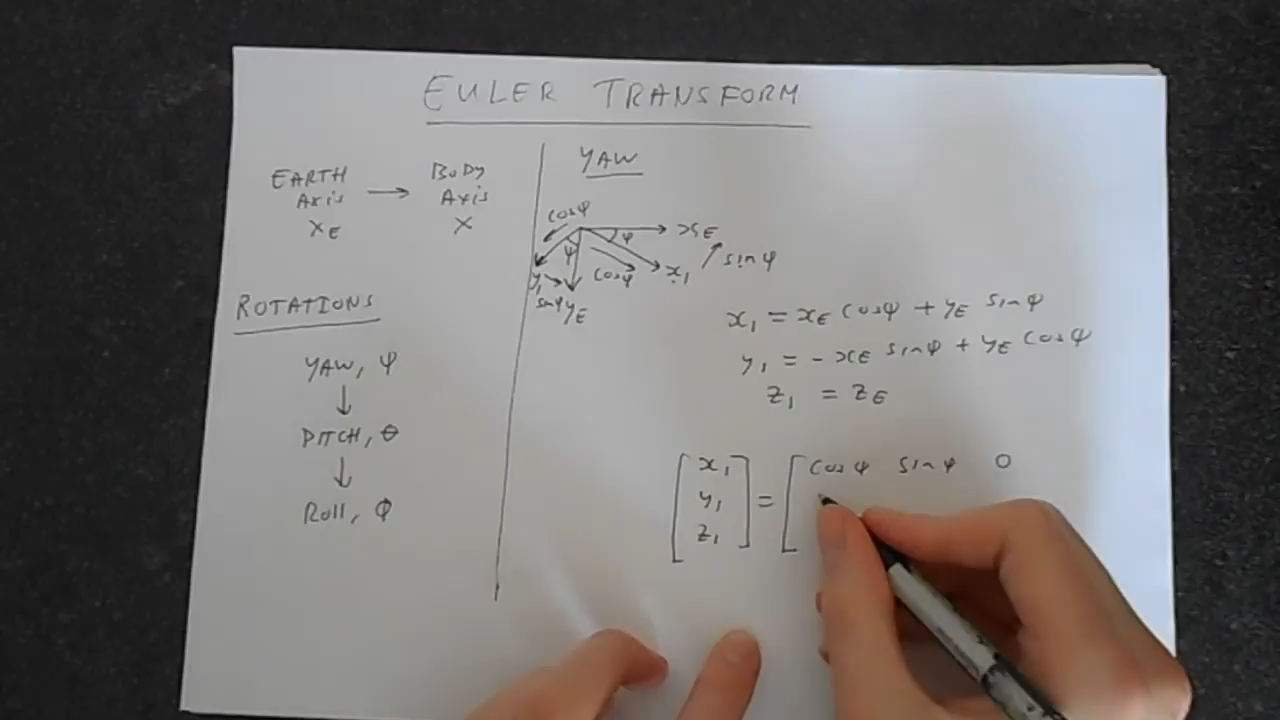 EULER TRANSFORM
EARTH
Axis
XE
→
BODY
Axis
X
ROTATIONS
YAW, ψ
↓
PITCH, θ
↓
Roll, ϕ
YAW
cosψ
xE
ψ
ψ
sinψ
x1
cosψ
y1
sinψ
yE
x1 = xE cosψ + yE sinψ
y1 = - xE sinψ + yE cosψ
z1 = zE
[x1 y1 z1] = [cosψ sinψ 0